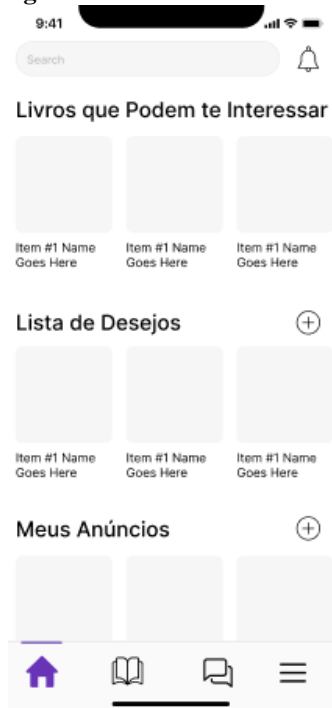 9:41
Search
Livros que Podem te Interessar
Item #1 Name
Goes Here
Item #1 Name
Goes Here
Item #1 Name
Goes Here
Lista de Desejos
Item #1 Name
Goes Here
Item #1 Name
Goes Here
Item #1 Name
Goes Here
Meus Anúncios